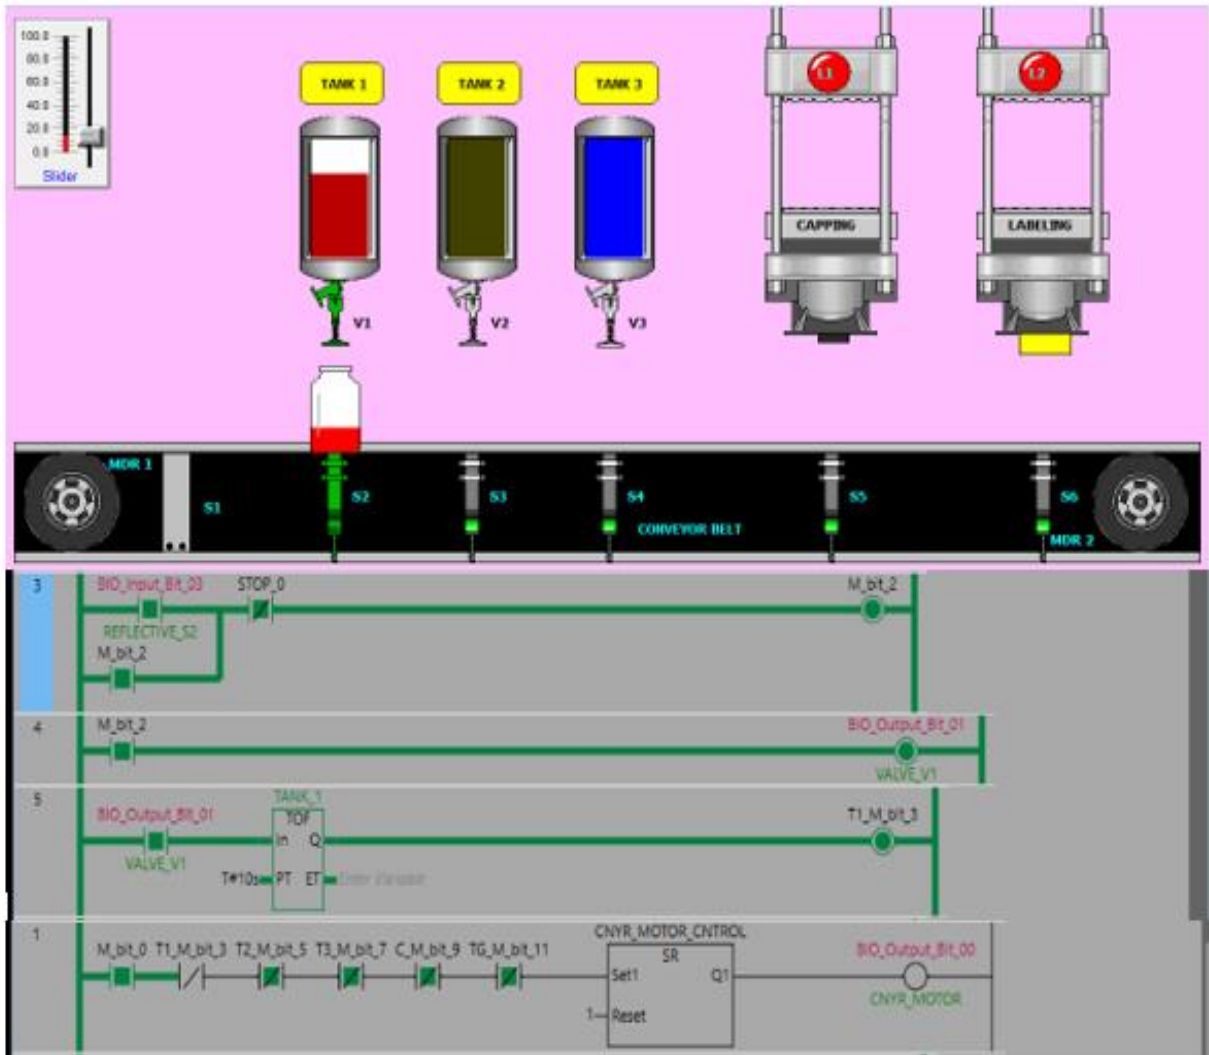 100.0
80.0
60.0
40.0
20.0
0.0
Slider
TANK 1
TANK 2
TANK 3
L1
L2
CAPPING
LABELING
V1
V2
V3
MDR 1
S1
S2
S3
S4
S5
S6
CONVEYOR BELT
MDR 2
3
BIO_Input_Bit_03
STOP_0
M_bit_2
REFLECTIVE_S2
M_bit_2
4
M_bit_2
BIO_Output_Bit_01
VALVE_V1
5
TANK_1
BIO_Output_Bit_01
TOF
T1_M_bit_3
In Q
VALVE_V1
T#10s PT ET Enter Variable
1
CNYR_MOTOR_CNTROL
M_bit_0 T1_M_bit_3 T2_M_bit_5 T3_M_bit_7 C_M_bit_9 TG_M_bit_11
SR
BIO_Output_Bit_00
Set1 Q1
CNYR_MOTOR
1 Reset